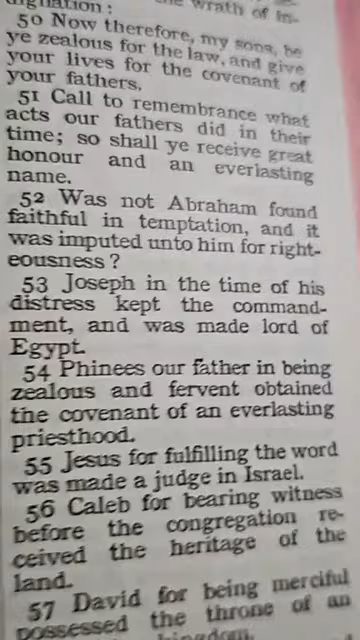 dignation:
wrath of in-
50 Now therefore, my sons, be
ye zealous for the law, and give
your lives for the covenant of
your fathers.
51 Call to remembrance what
acts our fathers did in their
time; so shall ye receive great
honour and an everlasting
name.
52 Was not Abraham found
faithful in temptation, and it
was imputed unto him for right-
eousness?
53 Joseph in the time of his
distress kept the command-
ment, and was made lord of
Egypt.
54 Phinees our father in being
zealous and fervent obtained
the covenant of an everlasting
priesthood.
55 Jesus for fulfilling the word
was made a judge in Israel.
56 Caleb for bearing witness
before the congregation re-
ceived the heritage of the
land.
57 David for being merciful
possessed the throne of an
kingdom.